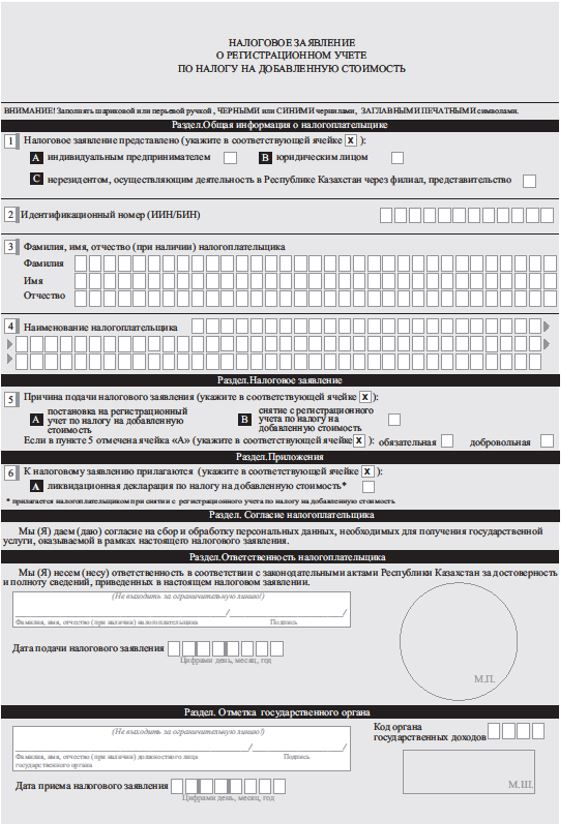 НАЛОГОВОЕ ЗАЯВЛЕНИЕ
О РЕГИСТРАЦИОННОМ УЧЕТЕ
ПО НАЛОГУ НА ДОБАВЛЕННУЮ СТОИМОСТЬ
ВНИМАНИЕ! Заполнять шариковой или перьевой ручкой, ЧЕРНЫМИ или СИНИМИ чернилами, ЗАГЛАВНЫМИ ПЕЧАТНЫМИ символами.
Раздел.Общая информация о налогоплательщике
1 Налоговое заявление представлено (укажите в соответствующей ячейке X ):
A индивидуальным предпринимателем B юридическим лицом
C нерезидентом, осуществляющим деятельность в Республике Казахстан через филиал, представительство
2 Идентификационный номер (ИИН/БИН)
3 Фамилия, имя, отчество (при наличии) налогоплательщика
Фамилия
Имя
Отчество
4 Наименование налогоплательщика
Раздел.Налоговое заявление
5 Причина подачи налогового заявления (укажите в соответствующей ячейке X ):
A постановка на регистрационный учет по налогу на добавленную стоимость B снятие с регистрационного учета по налогу на добавленную стоимость
Если в пункте 5 отмечена ячейка «А» (укажите в соответствующей ячейке X ): обязательная добровольная
Раздел.Приложения
6 К налоговому заявлению прилагаются (укажите в соответствующей ячейке X ):
A ликвидационная декларация по налогу на добавленную стоимость*
* прилагается налогоплательщиком при снятии с регистрационного учета по налогу на добавленную стоимость
Раздел. Согласие налогоплательщика
Мы (Я) даем (даю) согласие на сбор и обработку персональных данных, необходимых для получения государственной
услуги, оказываемой в рамках настоящего налогового заявления.
Раздел.Ответственность налогоплательщика
Мы (Я) несем (несу) ответственность в соответствии с законодательными актами Республики Казахстан за достоверность
и полноту сведений, приведенных в настоящем налоговом заявлении.
(Не выходить за ограничительную линию!)
Фамилия, имя, отчество (при наличии) налогоплательщика Подпись
Дата подачи налогового заявления
Цифрами день, месяц, год
М.П.
Раздел. Отметка государственного органа
(Не выходить за ограничительную линию!)
Фамилия, имя, отчество (при наличии) должностного лица Подпись
государственного органа
Код органа
государственных доходов
Дата приема налогового заявления
Цифрами день, месяц, год
М.Ш.